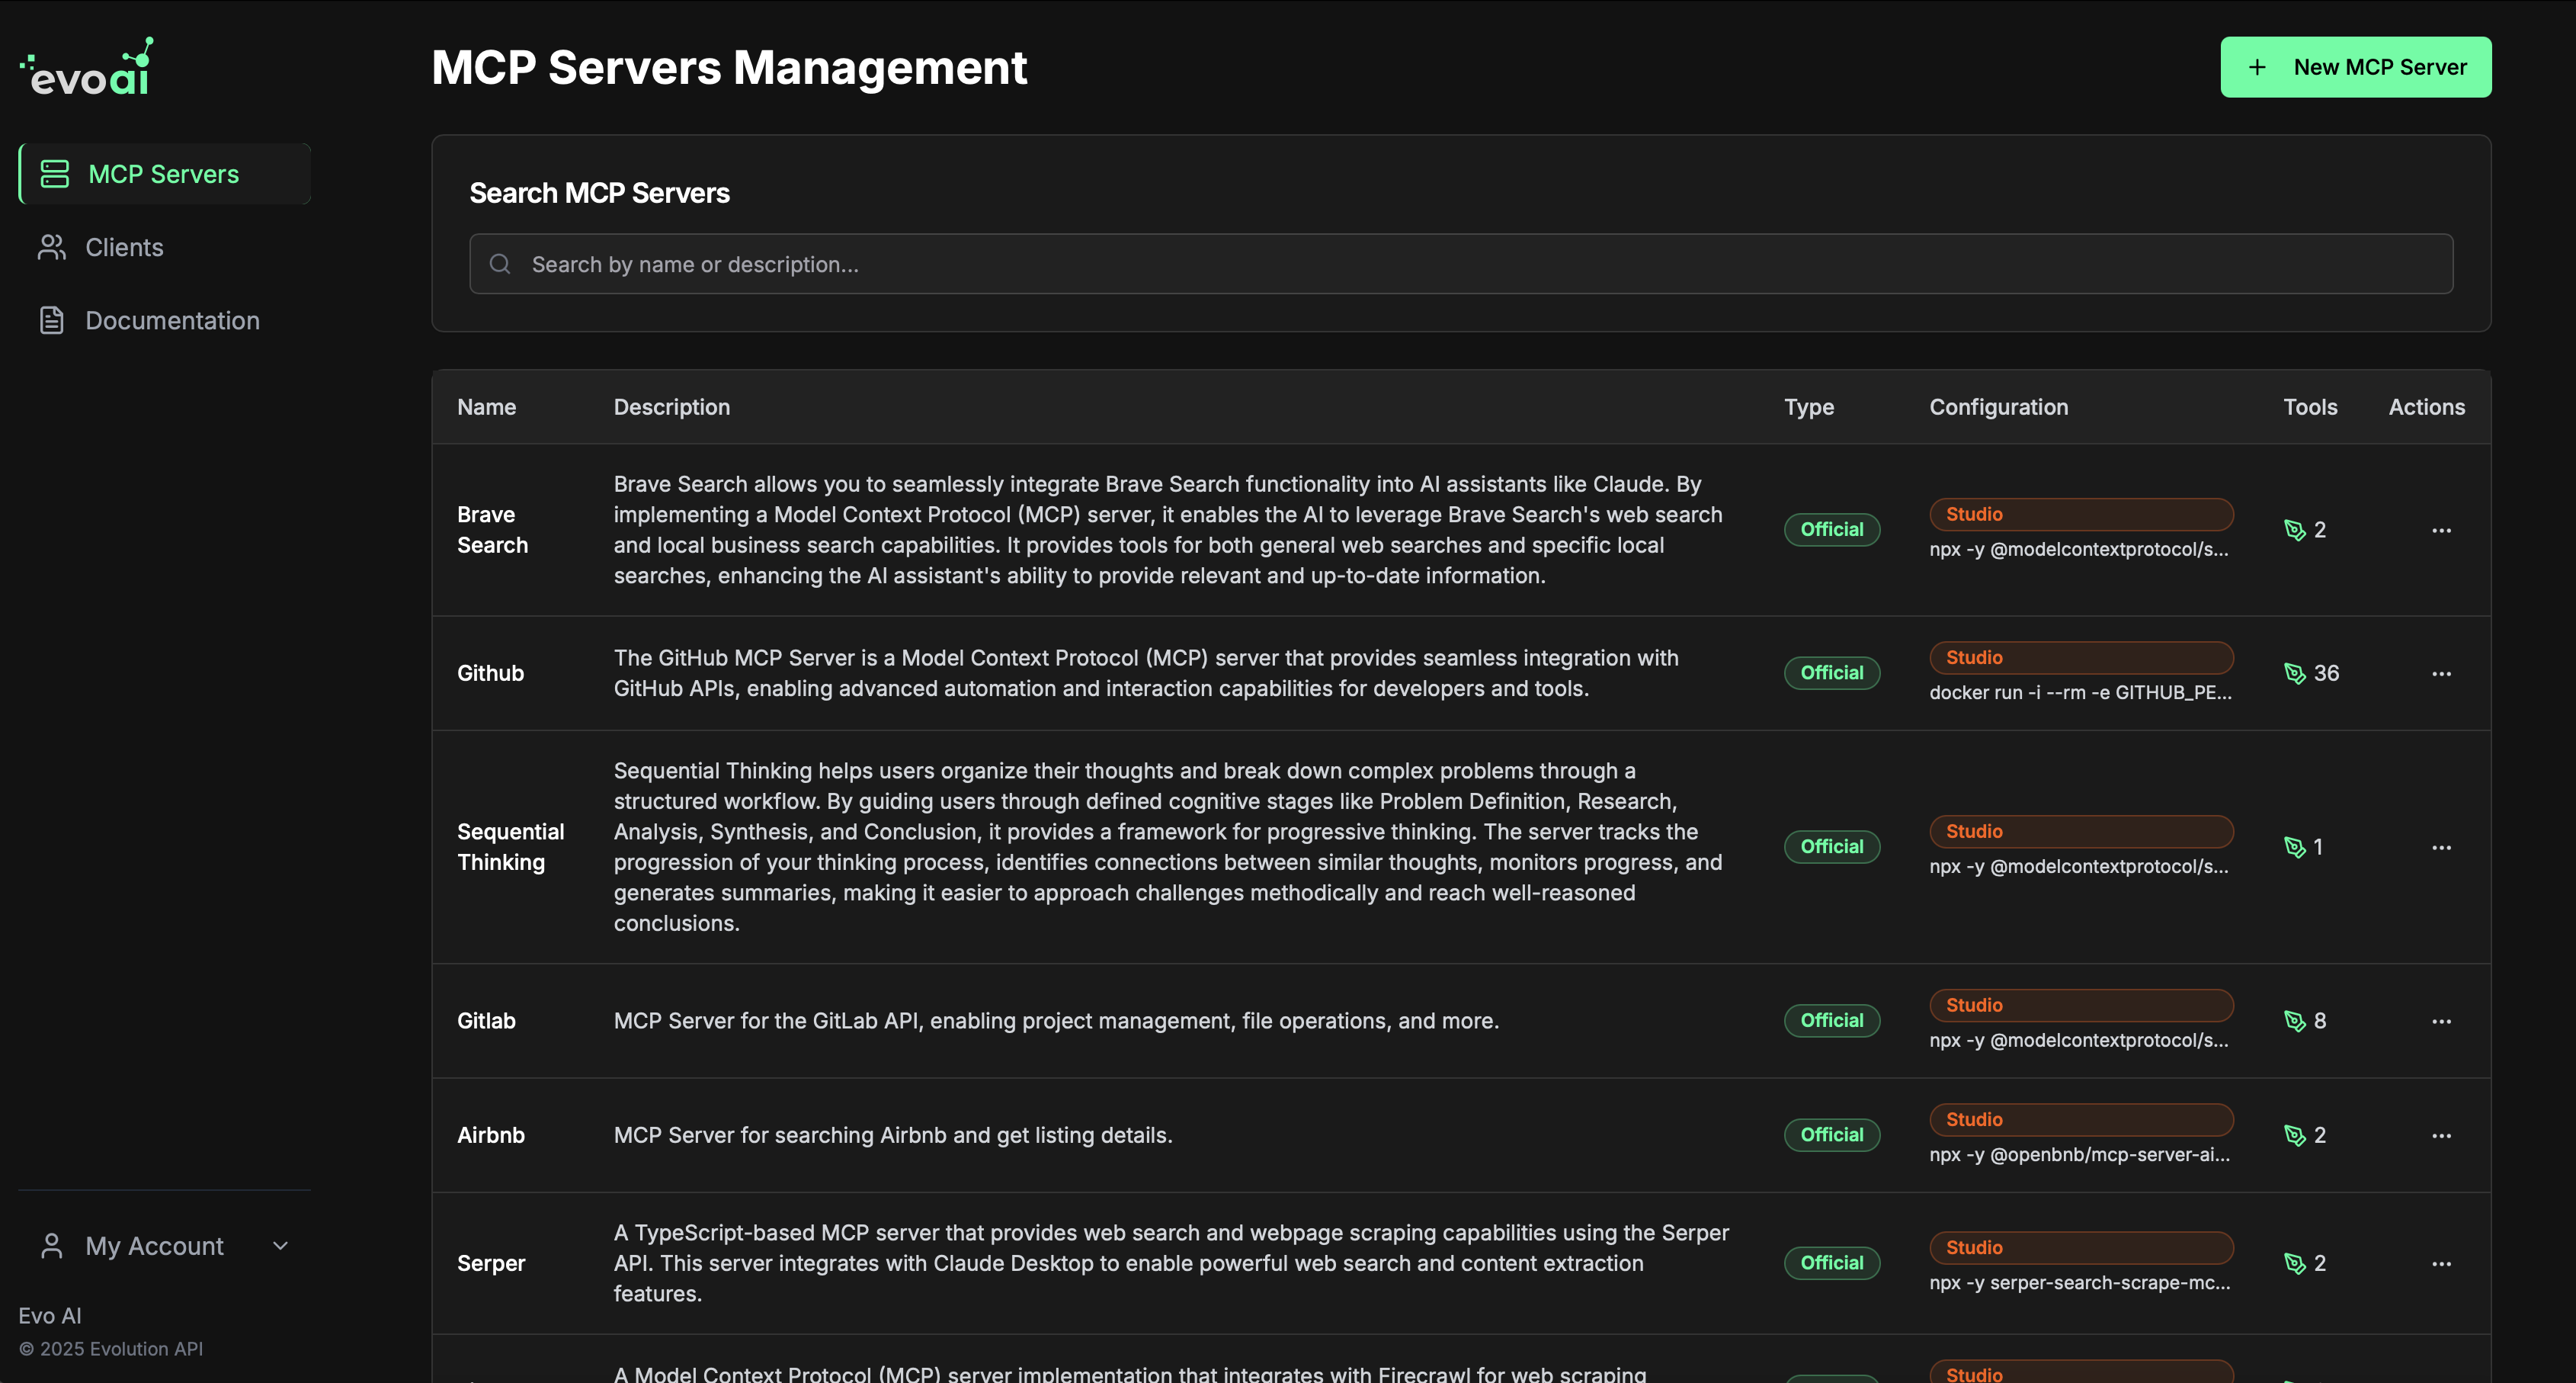 evoai
MCP Servers
Clients
Documentation
My Account
Evo AI
© 2025 Evolution API
MCP Servers Management
+ New MCP Server
Search MCP Servers
Search by name or description...
Name Description Type Configuration Tools Actions
Brave
Search
Brave Search allows you to seamlessly integrate Brave Search functionality into AI assistants like Claude. By
implementing a Model Context Protocol (MCP) server, it enables the AI to leverage Brave Search's web search
and local business search capabilities. It provides tools for both general web searches and specific local
searches, enhancing the AI assistant's ability to provide relevant and up-to-date information.
Official
Studio
npx -y @modelcontextprotocol/s...
2
Github
The GitHub MCP Server is a Model Context Protocol (MCP) server that provides seamless integration with
GitHub APIs, enabling advanced automation and interaction capabilities for developers and tools.
Official
Studio
docker run -i --rm -e GITHUB_PE...
36
Sequential
Thinking
Sequential Thinking helps users organize their thoughts and break down complex problems through a
structured workflow. By guiding users through defined cognitive stages like Problem Definition, Research,
Analysis, Synthesis, and Conclusion, it provides a framework for progressive thinking. The server tracks the
progression of your thinking process, identifies connections between similar thoughts, monitors progress, and
generates summaries, making it easier to approach challenges methodically and reach well-reasoned
conclusions.
Official
Studio
npx -y @modelcontextprotocol/s...
1
Gitlab
MCP Server for the GitLab API, enabling project management, file operations, and more.
Official
Studio
npx -y @modelcontextprotocol/s...
8
Airbnb
MCP Server for searching Airbnb and get listing details.
Official
Studio
npx -y @openbnb/mcp-server-ai...
2
Serper
A TypeScript-based MCP server that provides web search and webpage scraping capabilities using the Serper
API. This server integrates with Claude Desktop to enable powerful web search and content extraction
features.
Official
Studio
npx -y serper-search-scrape-mc...
2
A Model Context Protocol (MCP) server implementation that integrates with Firecrawl for web scraping
Studio